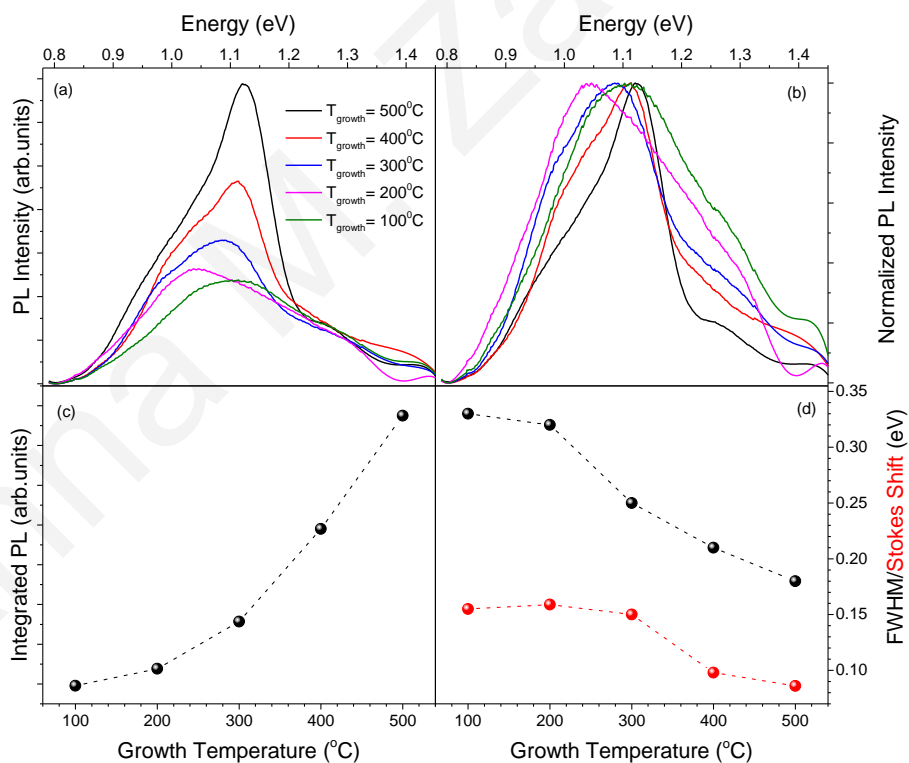 Energy (eV)
Energy (eV)
0.8 0.9 1.0 1.1 1.2 1.3 1.4
0.8 0.9 1.0 1.1 1.2 1.3 1.4
(a)
T_growth = 500⁰C
T_growth = 400⁰C
T_growth = 300⁰C
T_growth = 200⁰C
T_growth = 100⁰C
PL Intensity (arb.units)
(b)
Normalized PL Intensity
(c)
Integrated PL (arb.units)
100 200 300 400 500
Growth Temperature (°C)
(d)
0.35
0.30
0.25
0.20
0.15
0.10
FWHM/Stokes Shift (eV)
100 200 300 400 500
Growth Temperature (°C)